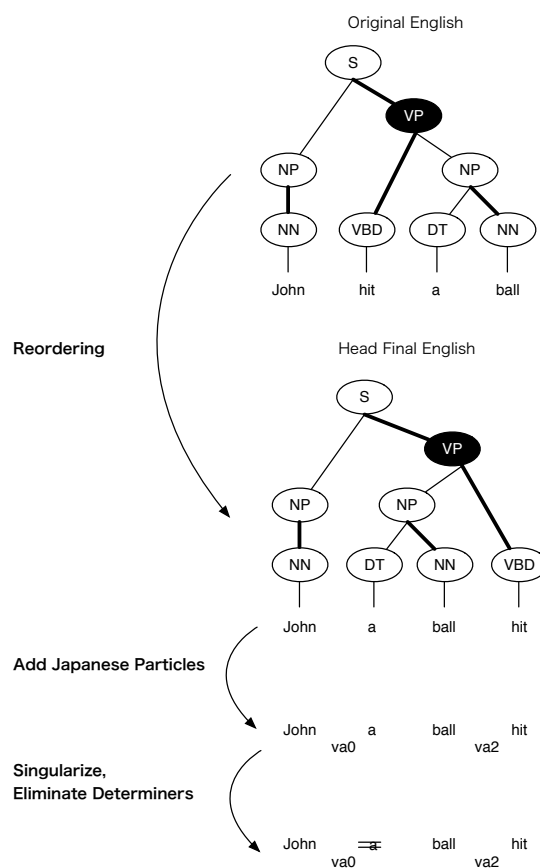 Original English
S
VP
NP NP
NN VBD DT NN
John hit a ball
Reordering
Head Final English
S
VP
NP NP
NN DT NN VBD
John a ball hit
Add Japanese Particles
John a ball hit
va0 va2
Singularize,
Eliminate Determiners
John a ball hit
va0 va2